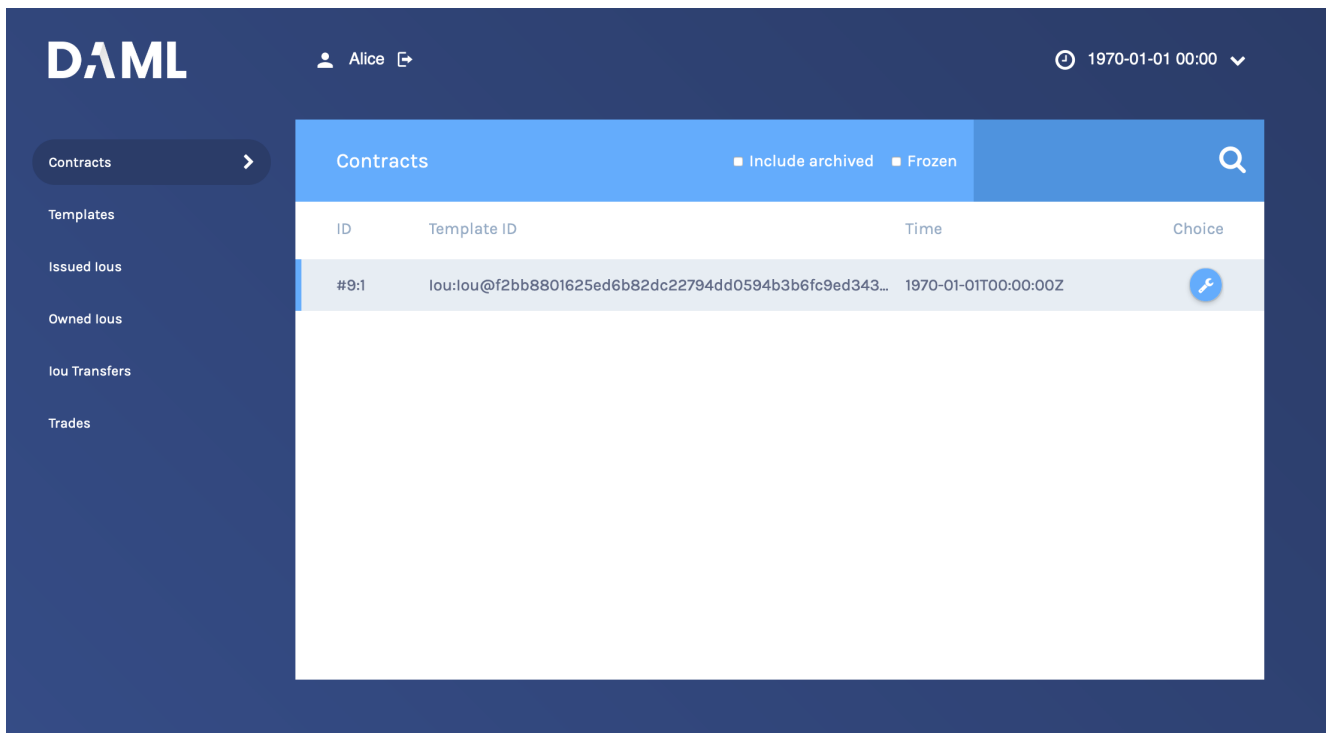 DAML
Alice
1970-01-01 00:00
Contracts
Templates
Issued Ious
Owned Ious
Iou Transfers
Trades
Contracts
Include archived
Frozen
ID Template ID Time Choice
#9:1 Iou:Iou@f2bb8801625ed6b82dc22794dd0594b3b6fc9ed343... 1970-01-01T00:00:00Z